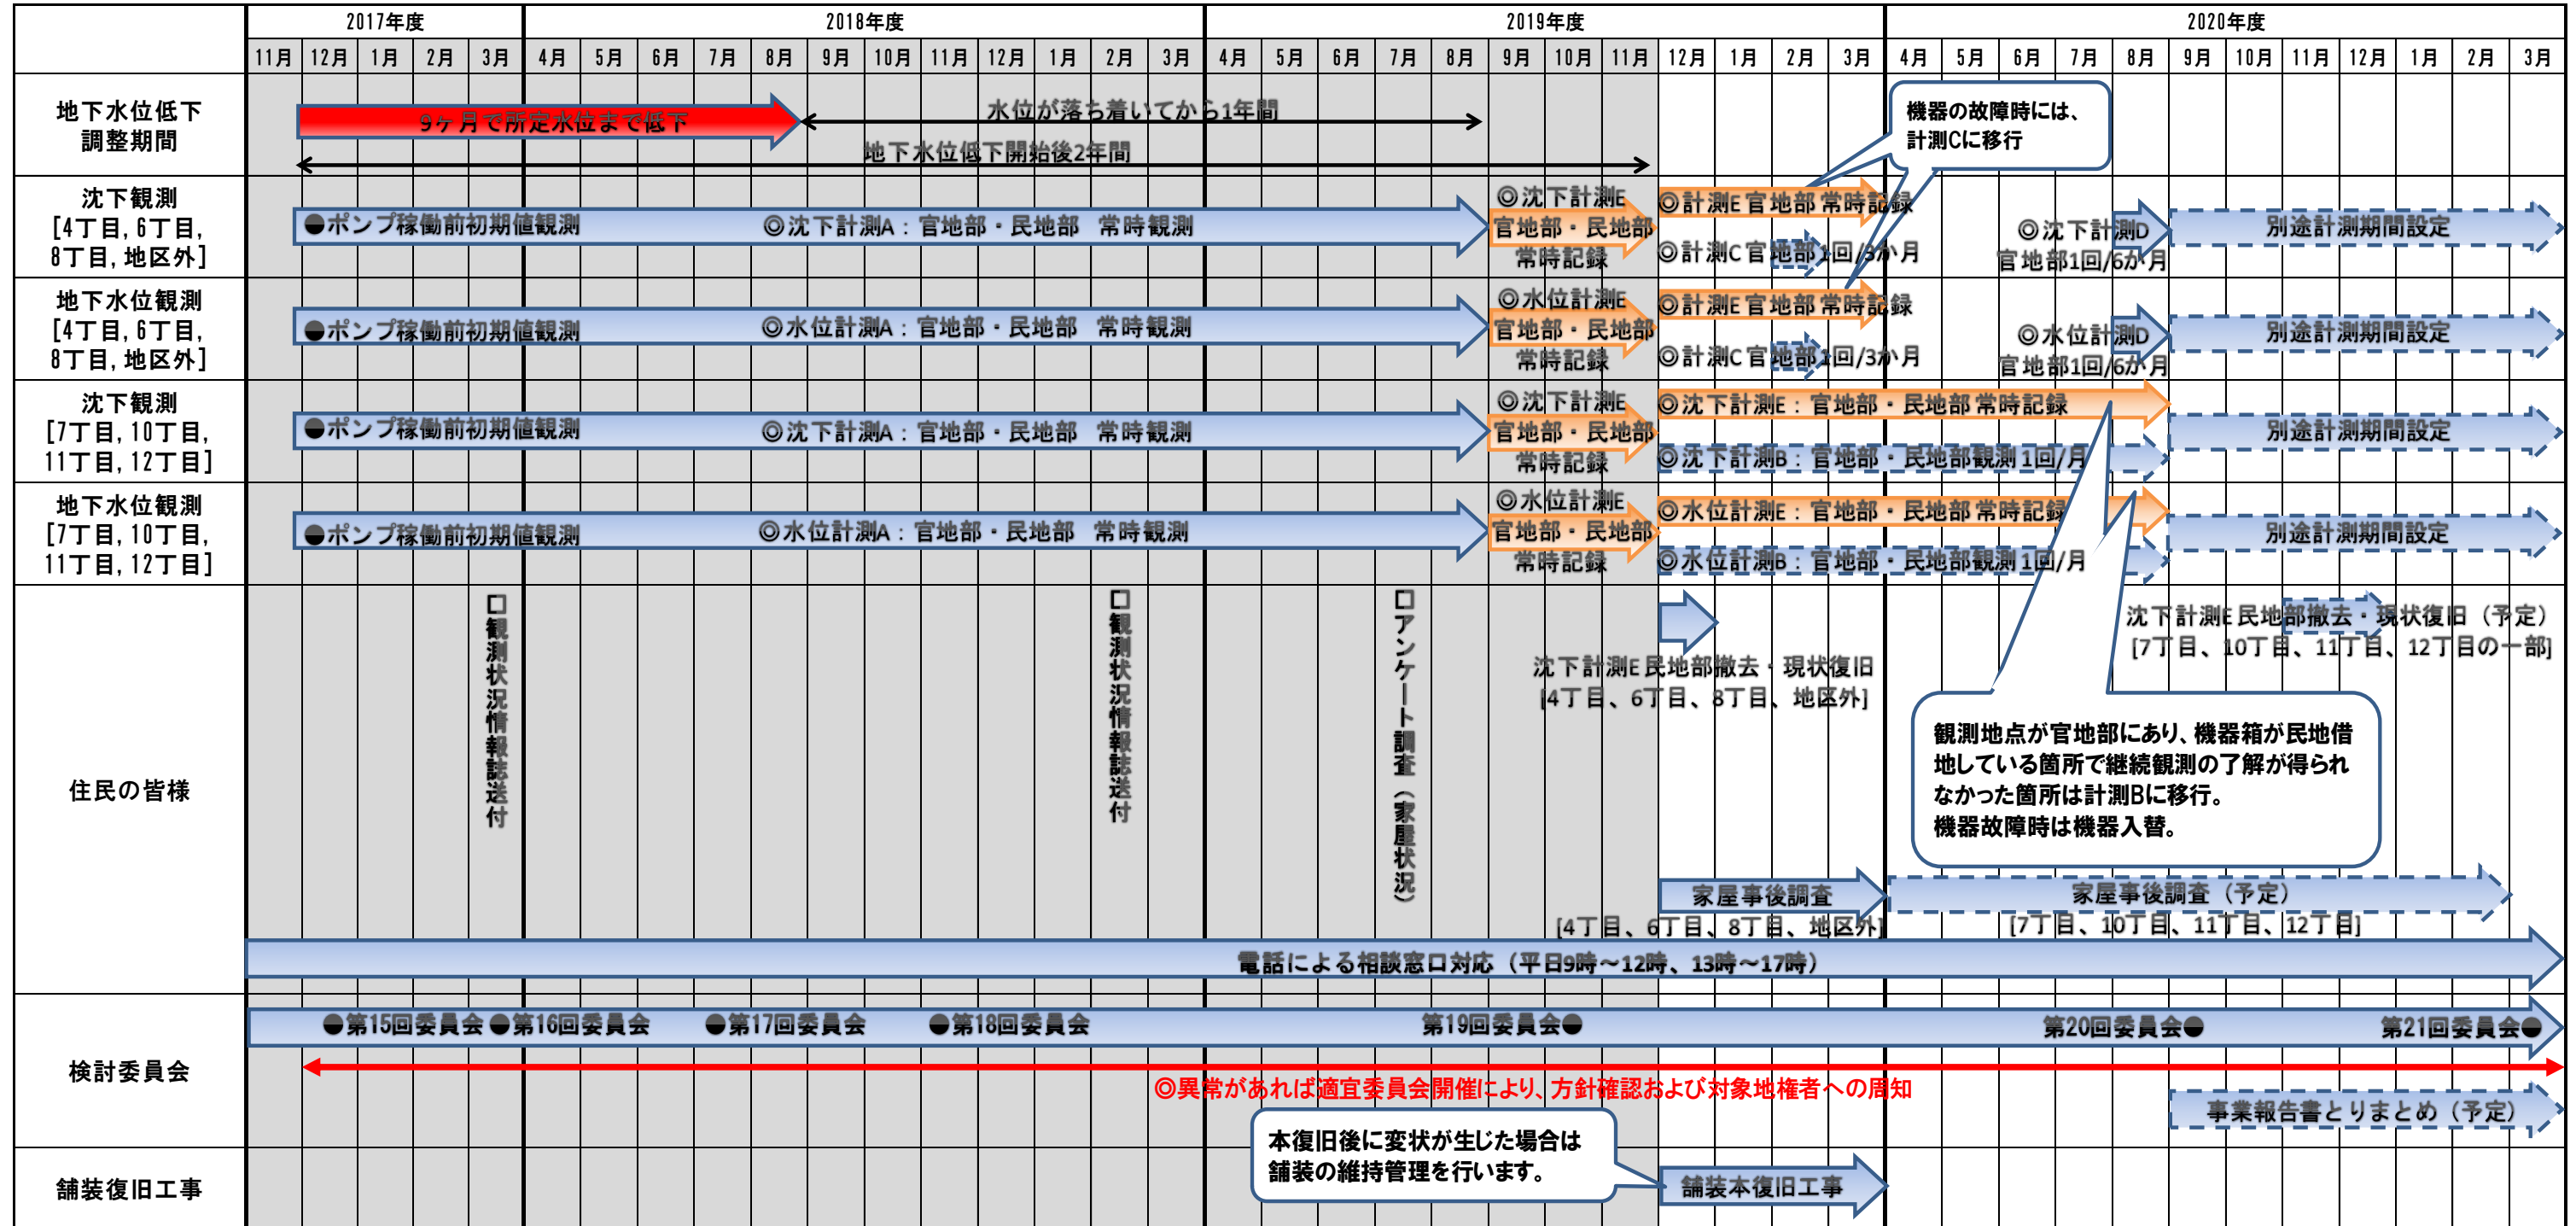 2017年度 2018年度 2019年度 2020年度
11月 12月 1月 2月 3月 4月 5月 6月 7月 8月 9月 10月 11月 12月 1月 2月 3月 4月 5月 6月 7月 8月 9月 10月 11月 12月 1月 2月 3月 4月 5月 6月 7月 8月 9月 10月 11月 12月 1月 2月 3月
地下水位低下
調整期間
9ヶ月で所定水位まで低下
水位が落ち着いてから1年間
地下水位低下開始後2年間
機器の故障時には、
計測Cに移行
沈下観測
[4丁目,6丁目,
8丁目,地区外]
●ポンプ稼働前初期値観測
◎沈下計測A：官地部・民地部 常時観測
◎沈下計測E
官地部・民地部
常時記録
◎計測E 官地部 常時記録
◎計測C 官地部 1回/3か月
◎沈下計測D
官地部1回/6か月
別途計測期間設定
地下水位観測
[4丁目,6丁目,
8丁目,地区外]
●ポンプ稼働前初期値観測
◎水位計測A：官地部・民地部 常時観測
◎水位計測E
官地部・民地部
常時記録
◎計測E 官地部 常時記録
◎計測C 官地部1回/3か月
◎水位計測D
官地部1回/6か月
別途計測期間設定
沈下観測
[7丁目,10丁目,
11丁目,12丁目]
●ポンプ稼働前初期値観測
◎沈下計測A：官地部・民地部 常時観測
◎沈下計測E
官地部・民地部
常時記録
◎沈下計測E：官地部・民地部 常時記録
◎沈下計測B：官地部・民地部観測 1回/月
別途計測期間設定
地下水位観測
[7丁目,10丁目,
11丁目,12丁目]
●ポンプ稼働前初期値観測
◎水位計測A：官地部・民地部 常時観測
◎水位計測E
官地部・民地部
常時記録
◎水位計測E：官地部・民地部 常時記録
◎水位計測B：官地部・民地部観測 1回/月
別途計測期間設定
住民の皆様
□観測状況情報誌送付
□観測状況情報誌送付
□アンケート調査（家屋状況）
沈下計測E 民地部撤去・現状復旧
[4丁目、6丁目、8丁目、地区外]
沈下計測E 民地部撤去・現状復旧（予定）
[7丁目、10丁目、11丁目、12丁目の一部]
観測地点が官地部にあり、機器箱が民地借
地している箇所で継続観測の了解が得られ
なかった箇所は計測Bに移行。
機器故障時は機器入替。
家屋事後調査
[4丁目、6丁目、8丁目、地区外]
家屋事後調査（予定）
[7丁目、10丁目、11丁目、12丁目]
電話による相談窓口対応（平日9時～12時、13時～17時）
検討委員会
●第15回委員会 ●第16回委員会 ●第17回委員会 ●第18回委員会 第19回委員会● 第20回委員会● 第21回委員会●
◎異常があれば適宜委員会開催により、方針確認および対象地権者への周知
事業報告書とりまとめ（予定）
本復旧後に変状が生じた場合は
舗装の維持管理を行います。
舗装復旧工事
舗装本復旧工事